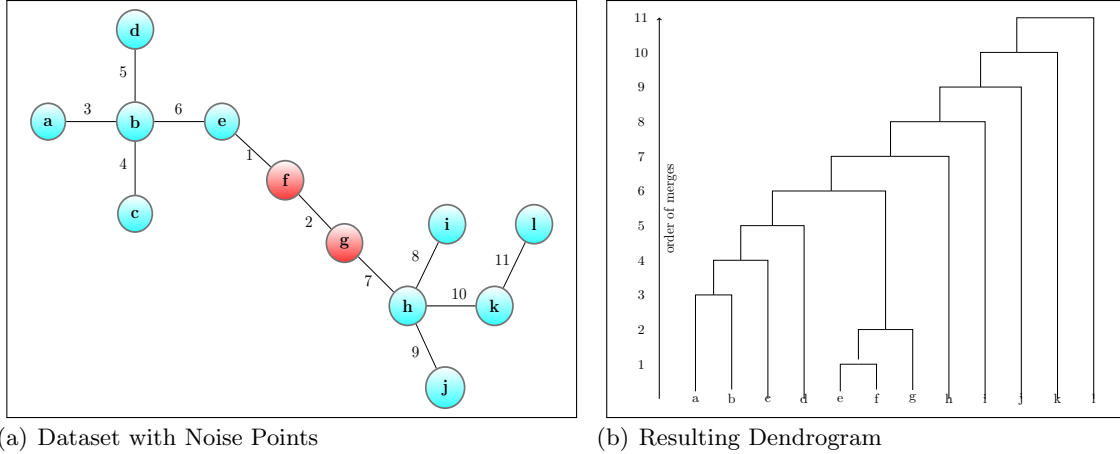 d
5
3
6
a
b
e
1
4
f
c
2
g
i
l
8
11
7
10
h
k
9
j
(a) Dataset with Noise Points
11
10
9
8
7
6
5
4
3
2
1
order of merges
a b c d e f g h i j k l
(b) Resulting Dendrogram